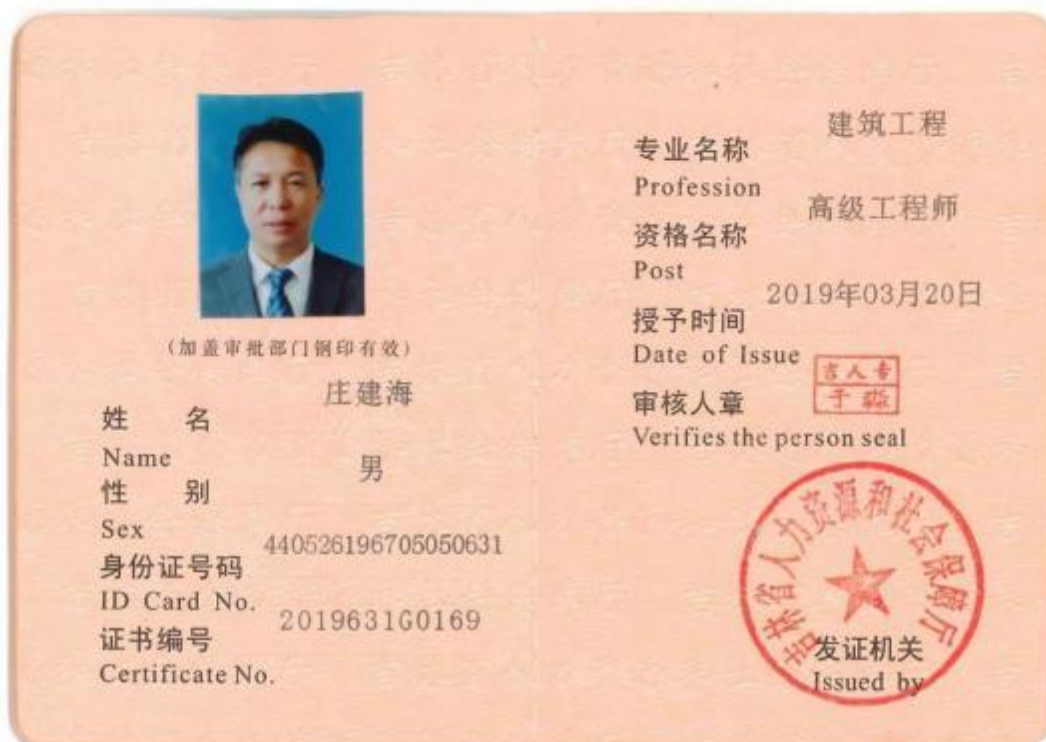 (加盖审批部门钢印有效)
庄建海
姓 名
Name
男
性 别
Sex
440526196705050631
身份证号码
ID Card No.
2019631G0169
证书编号
Certificate No.
建筑工程
专业名称
Profession
高级工程师
资格名称
Post
2019年03月20日
授予时间
Date of Issue
审核人章
Verifies the person seal
吉林省人力资源和社会保障厅
发证机关
Issued by